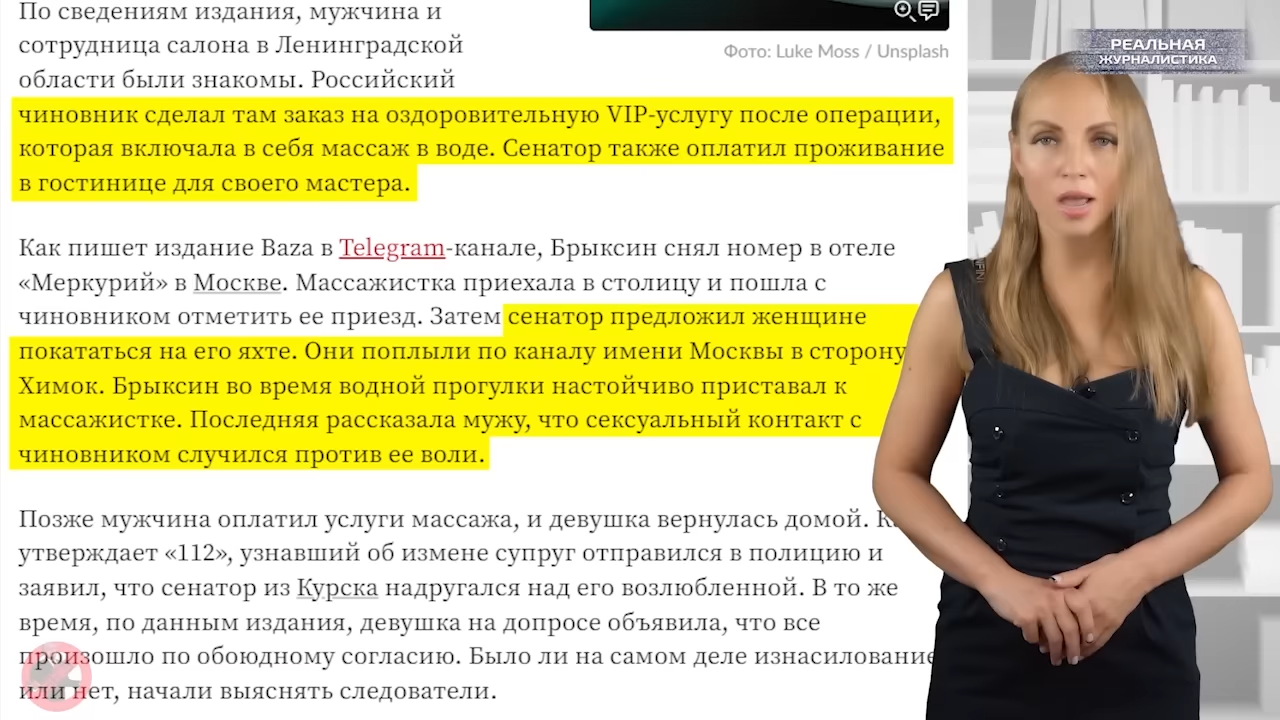 По сведениям издания, мужчина и
сотрудница салона в Ленинградской
области были знакомы. Российский
чиновник сделал там заказ на оздоровительную VIP-услугу после операции,
которая включала в себя массаж в воде. Сенатор также оплатил проживание
в гостинице для своего мастера.
Фото: Luke Moss / Unsplash
РЕАЛЬНАЯ
ЖУРНАЛИСТИКА
Как пишет издание Baza в Telegram-канале, Брыксин снял номер в отеле
«Меркурий» в Москве. Массажистка приехала в столицу и пошла с
чиновником отметить ее приезд. Затем сенатор предложил женщине
покататься на его яхте. Они поплыли по каналу имени Москвы в сторону
Химок. Брыксин во время водной прогулки настойчиво приставал к
массажистке. Последняя рассказала мужу, что сексуальный контакт с
чиновником случился против ее воли.
Позже мужчина оплатил услуги массажа, и девушка вернулась домой.
утверждает «112», узнавший об измене супруг отправился в полицию и
заявил, что сенатор из Курска надругался над его возлюбленной. В то же
время, по данным издания, девушка на допросе объявила, что все
произошло по обоюдному согласию. Было ли на самом деле изнасилование
или нет, начали выяснять следователи.